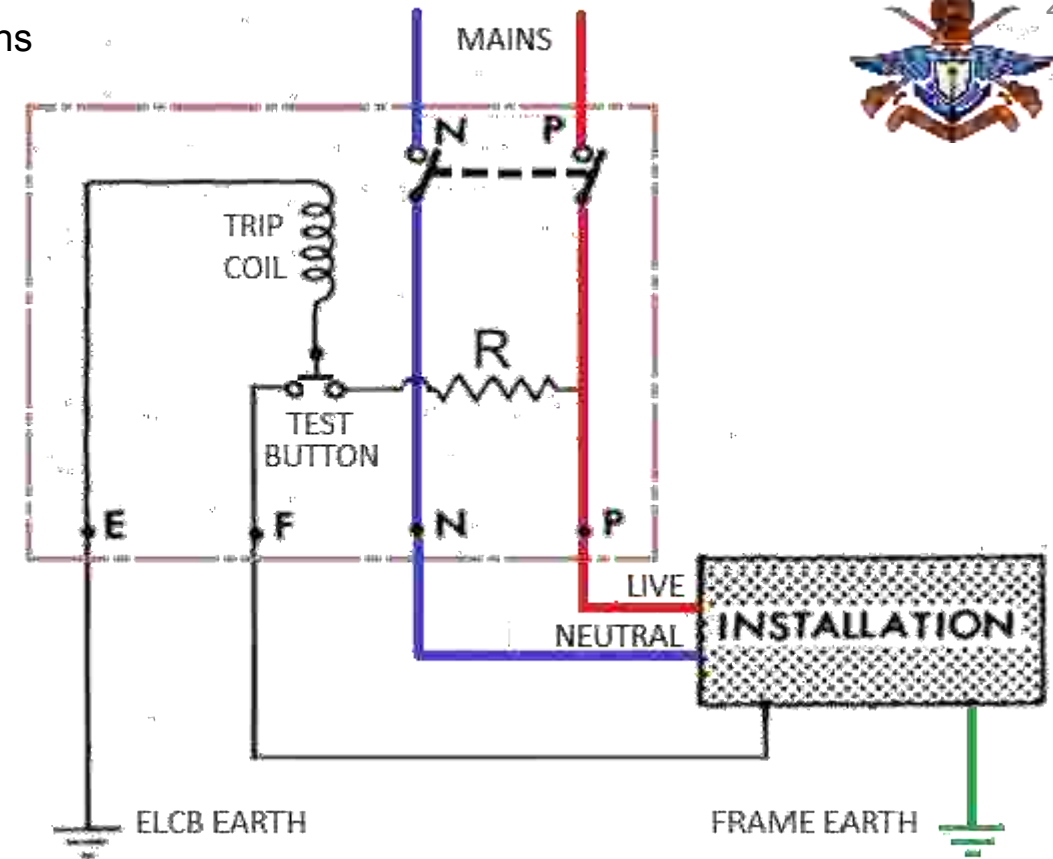 ns
MAINS
N P
TRIP
COIL
R
TEST
BUTTON
E F N P
LIVE
INSTALLATION
NEUTRAL
ELCB EARTH FRAME EARTH